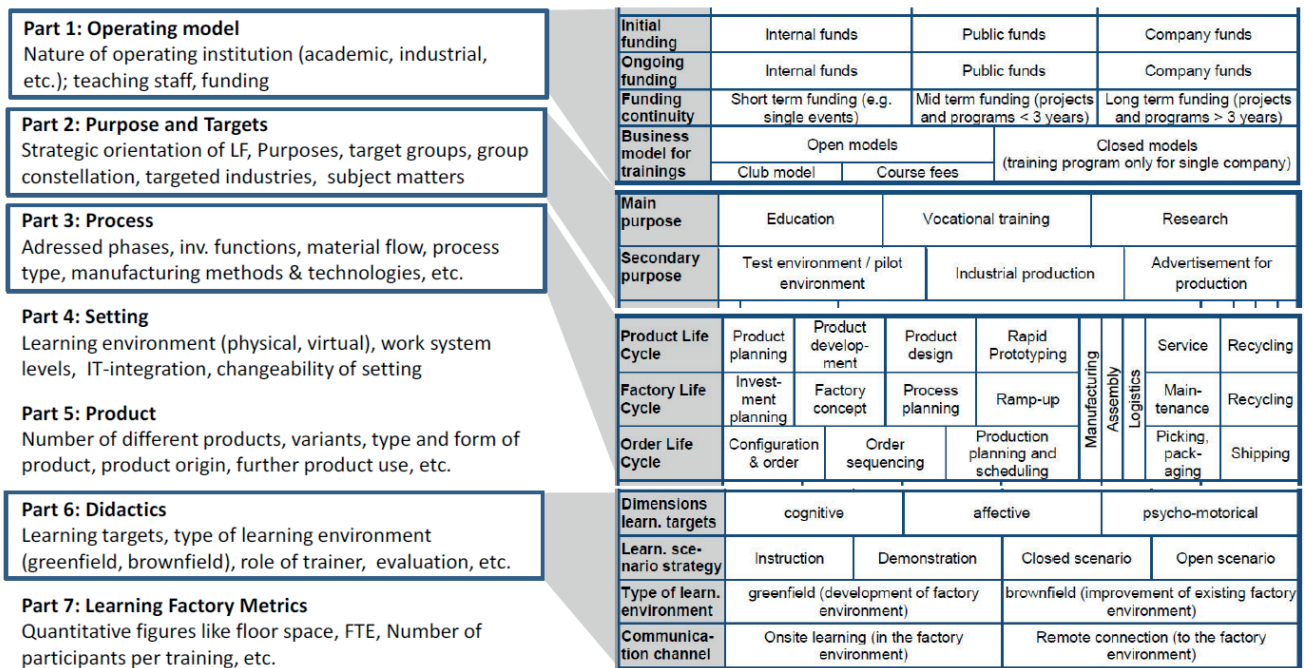 Part 1: Operating model
Nature of operating institution (academic, industrial,
etc.); teaching staff, funding
Part 2: Purpose and Targets
Strategic orientation of LF, Purposes, target groups, group
constellation, targeted industries, subject matters
Part 3: Process
Adressed phases, inv. functions, material flow, process
type, manufacturing methods & technologies, etc.
Part 4: Setting
Learning environment (physical, virtual), work system
levels, IT-integration, changeability of setting
Part 5: Product
Number of different products, variants, type and form of
product, product origin, further product use, etc.
Part 6: Didactics
Learning targets, type of learning environment
(greenfield, brownfield), role of trainer, evaluation, etc.
Part 7: Learning Factory Metrics
Quantitative figures like floor space, FTE, Number of
participants per training, etc.
Initial
funding
Internal funds
Public funds
Company funds
Ongoing
funding
Internal funds
Public funds
Company funds
Funding
continuity
Short term funding (e.g.
single events)
Mid term funding (projects
and programs < 3 years)
Long term funding (projects
and programs > 3 years)
Business
model for
trainings
Open models
Club model
Course fees
Closed models
(training program only for single company)
Main
purpose
Education
Vocational training
Research
Secondary
purpose
Test environment / pilot
environment
Industrial production
Advertisement for
production
Product Life
Cycle
Product
planning
Product
develop-
ment
Product
design
Rapid
Prototyping
Manufacturing
Assembly
Logistics
Service
Recycling
Factory Life
Cycle
Invest-
ment
planning
Factory
concept
Process
planning
Ramp-up
Main-
tenance
Recycling
Order Life
Cycle
Configuration
& order
Order
sequencing
Production
planning and
scheduling
Picking,
pack-
aging
Shipping
Dimensions
learn. targets
cognitive
affective
psycho-motorical
Learn. sce-
nario strategy
Instruction
Demonstration
Closed scenario
Open scenario
Type of learn.
environment
greenfield (development of factory
environment)
brownfield (improvement of existing factory
environment)
Communica-
tion channel
Onsite learning (in the factory
environment)
Remote connection (to the factory
environment)